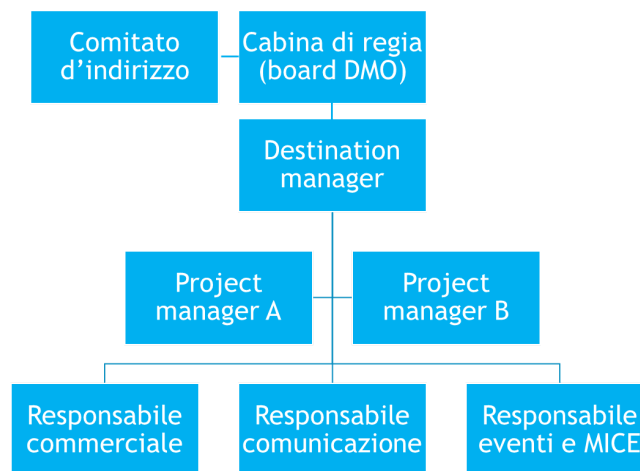 Comitato
d'indirizzo
Cabina di regia
(board DMO)
Destination
manager
Project
manager A
Project
manager B
Responsabile
commerciale
Responsabile
comunicazione
Responsabile
eventi e MICE